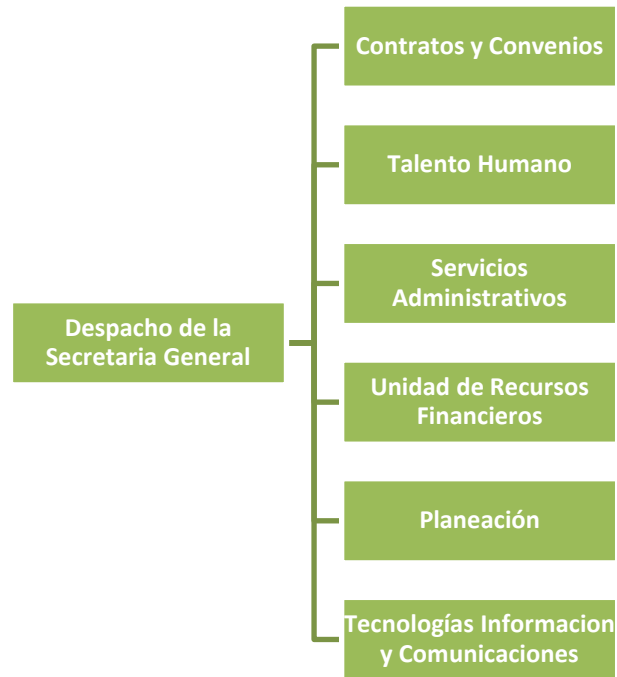 Contratos y Convenios
Talento Humano
Servicios
Administrativos
Despacho de la
Secretaria General
Unidad de Recursos
Financieros
Planeación
Tecnologías Informacion
y Comunicaciones